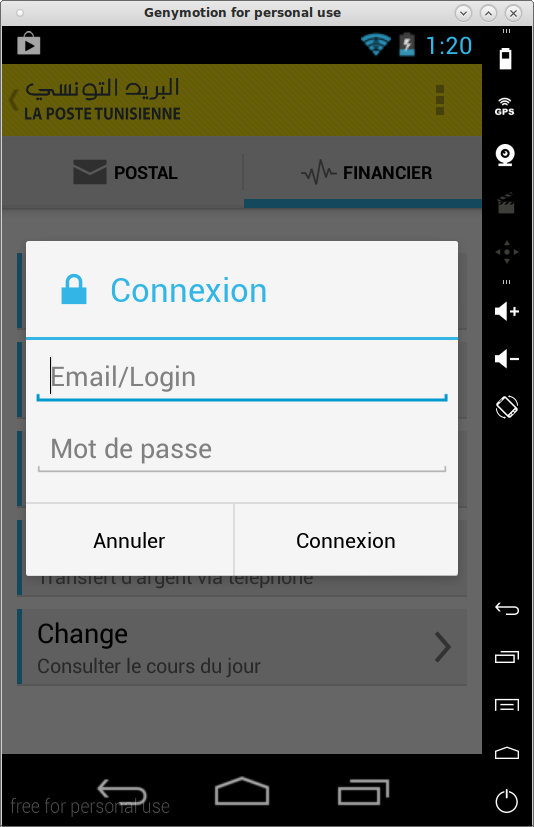 Genymotion for personal use
1:20
البريد التونسي
LA POSTE TUNISIENNE
GPS
POSTAL
FINANCIER
Connexion
Email/Login
Mot de passe
Annuler
Connexion
Transfert d'argent via téléphone
Change
Consulter le cours du jour
free for personal use